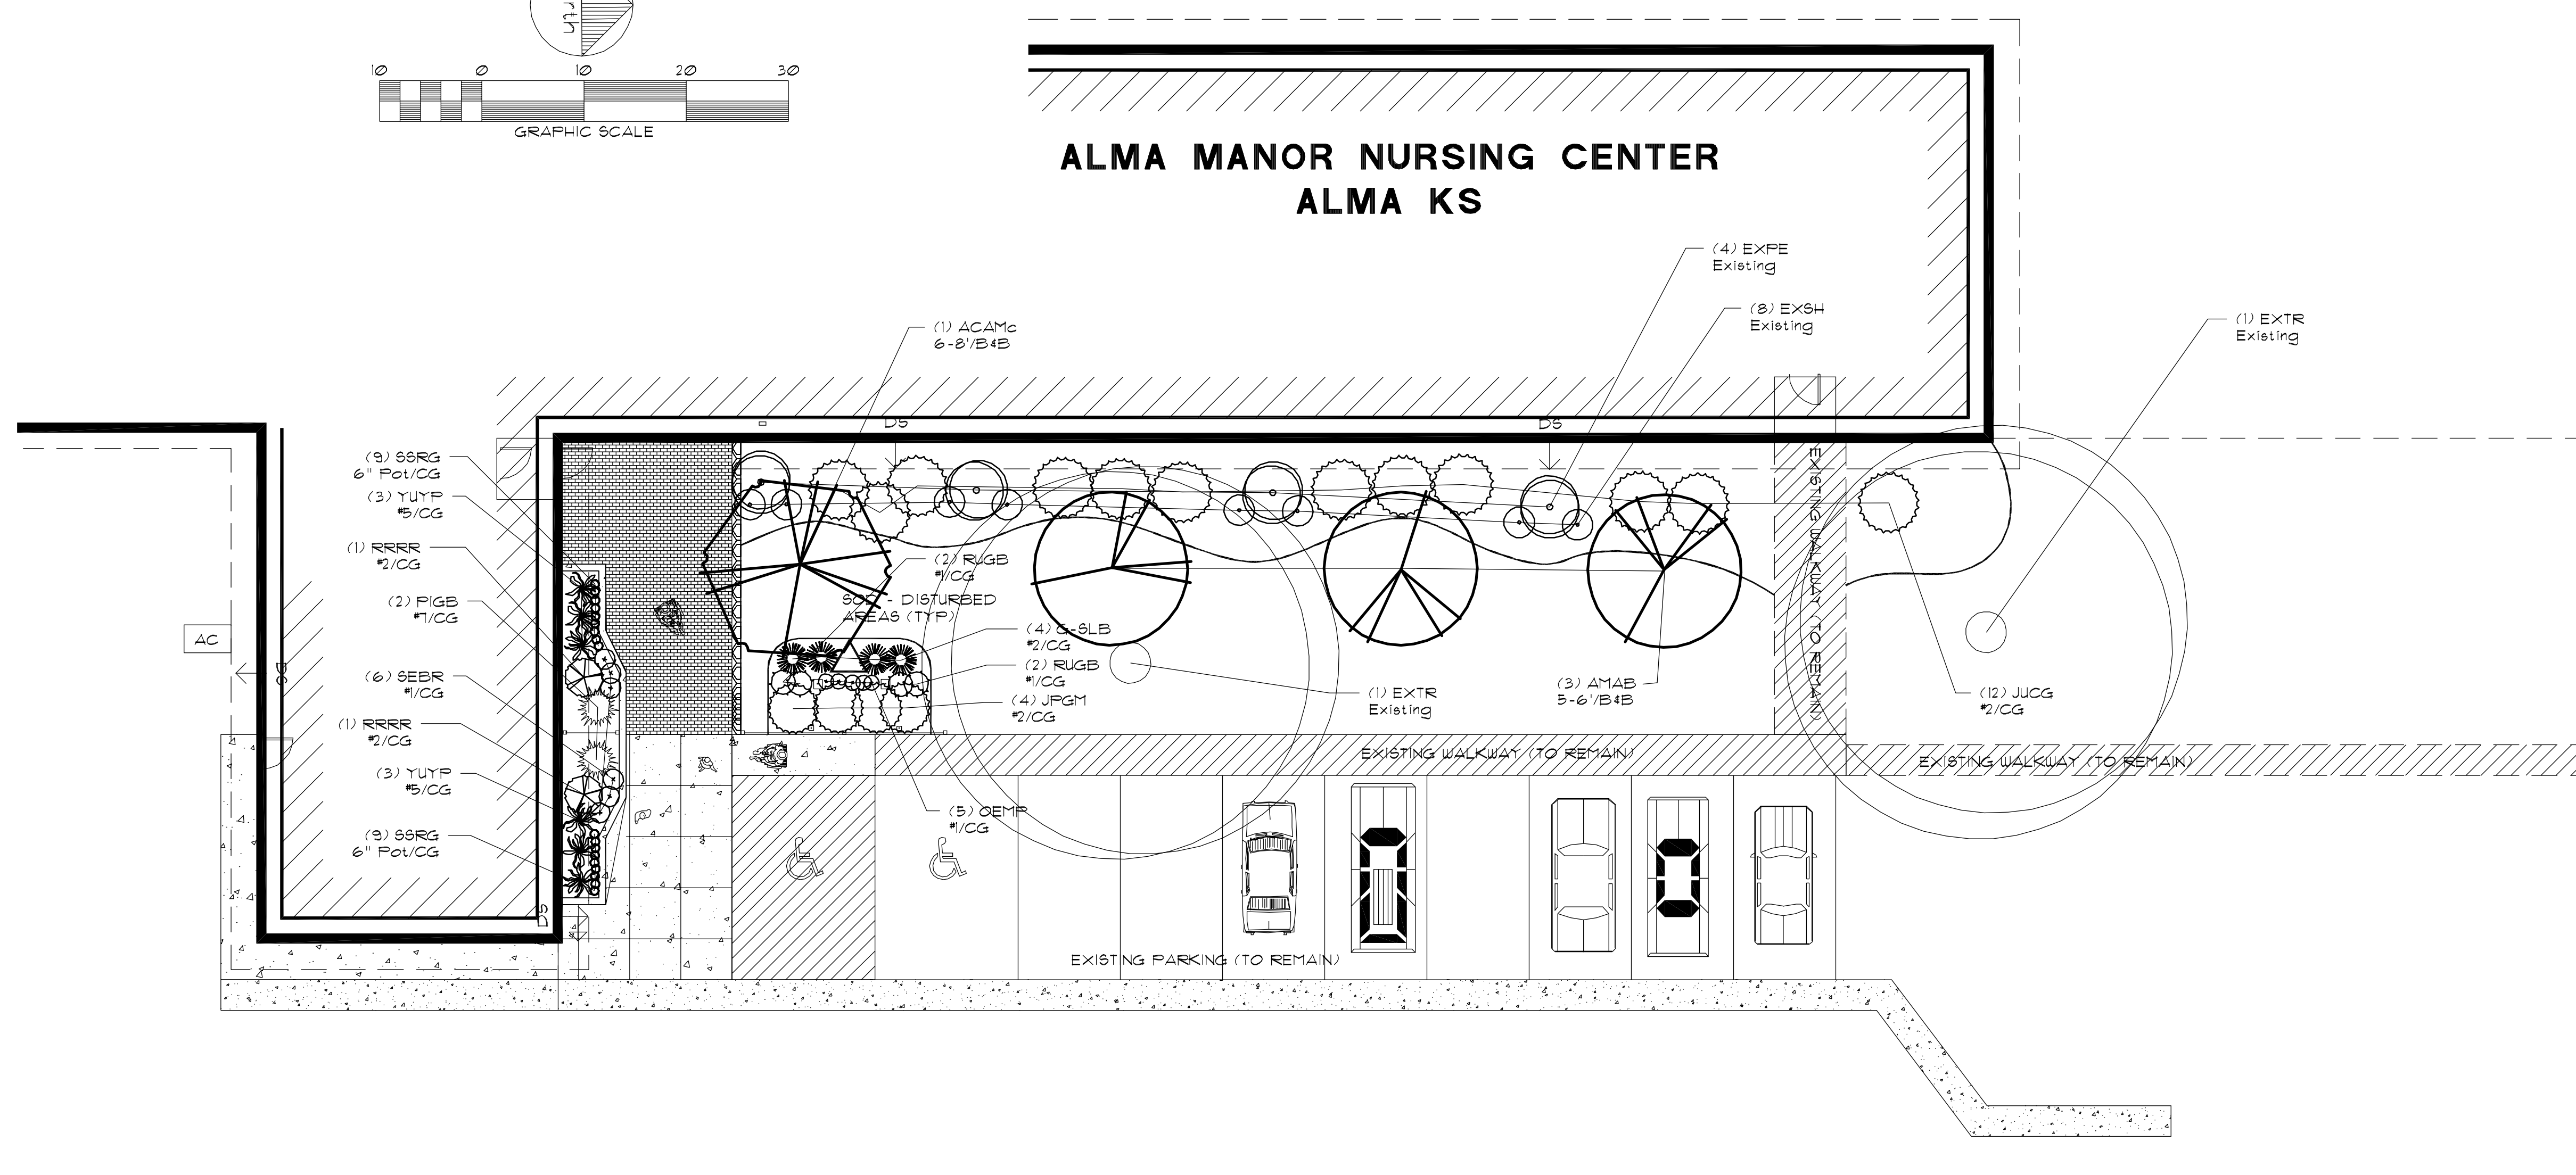 rth
10 0 10 20 30
GRAPHIC SCALE
ALMA MANOR NURSING CENTER
ALMA KS
(4) EXPE
Existing
(8) EXSH
Existing
(1) EXTR
Existing
(1) ACAMc
6-8'/B&B
DS
DS
(9) SSRG
6" Pot/CG
(3) YUYP
#5/CG
(1) RRRR
#2/CG
(2) PIGB
#7/CG
(6) SEBR
#1/CG
(1) RRRR
#2/CG
(3) YUYP
#5/CG
(9) SSRG
6" Pot/CG
AC
DS
DS
(2) RUGB
#1/CG
SOD - DISTURBED
AREAS (TYP)
(4) G-SLB
#2/CG
(2) RUGB
#1/CG
(4) JPGM
#2/CG
(5) OEMP
#1/CG
(1) EXTR
Existing
(3) AMAB
5-6'/B&B
(12) JUCG
#2/CG
EXISTING WALKWAY (TO REMAIN)
EXISTING WALKWAY (TO REMAIN)
EXISTING WALKWAY (TO REMAIN)
EXISTING PARKING (TO REMAIN)